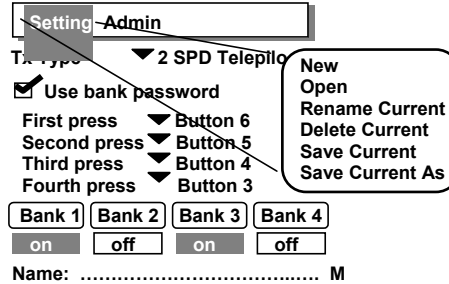 Setting Admin
Tx Type 2 SPD Telepilo
New
Open
Rename Current
Delete Current
Save Current
Save Current As
Use bank password
First press Button 6
Second press Button 5
Third press Button 4
Fourth press Button 3
Bank 1 Bank 2 Bank 3 Bank 4
on off on off
Name: ……………………………..…. M